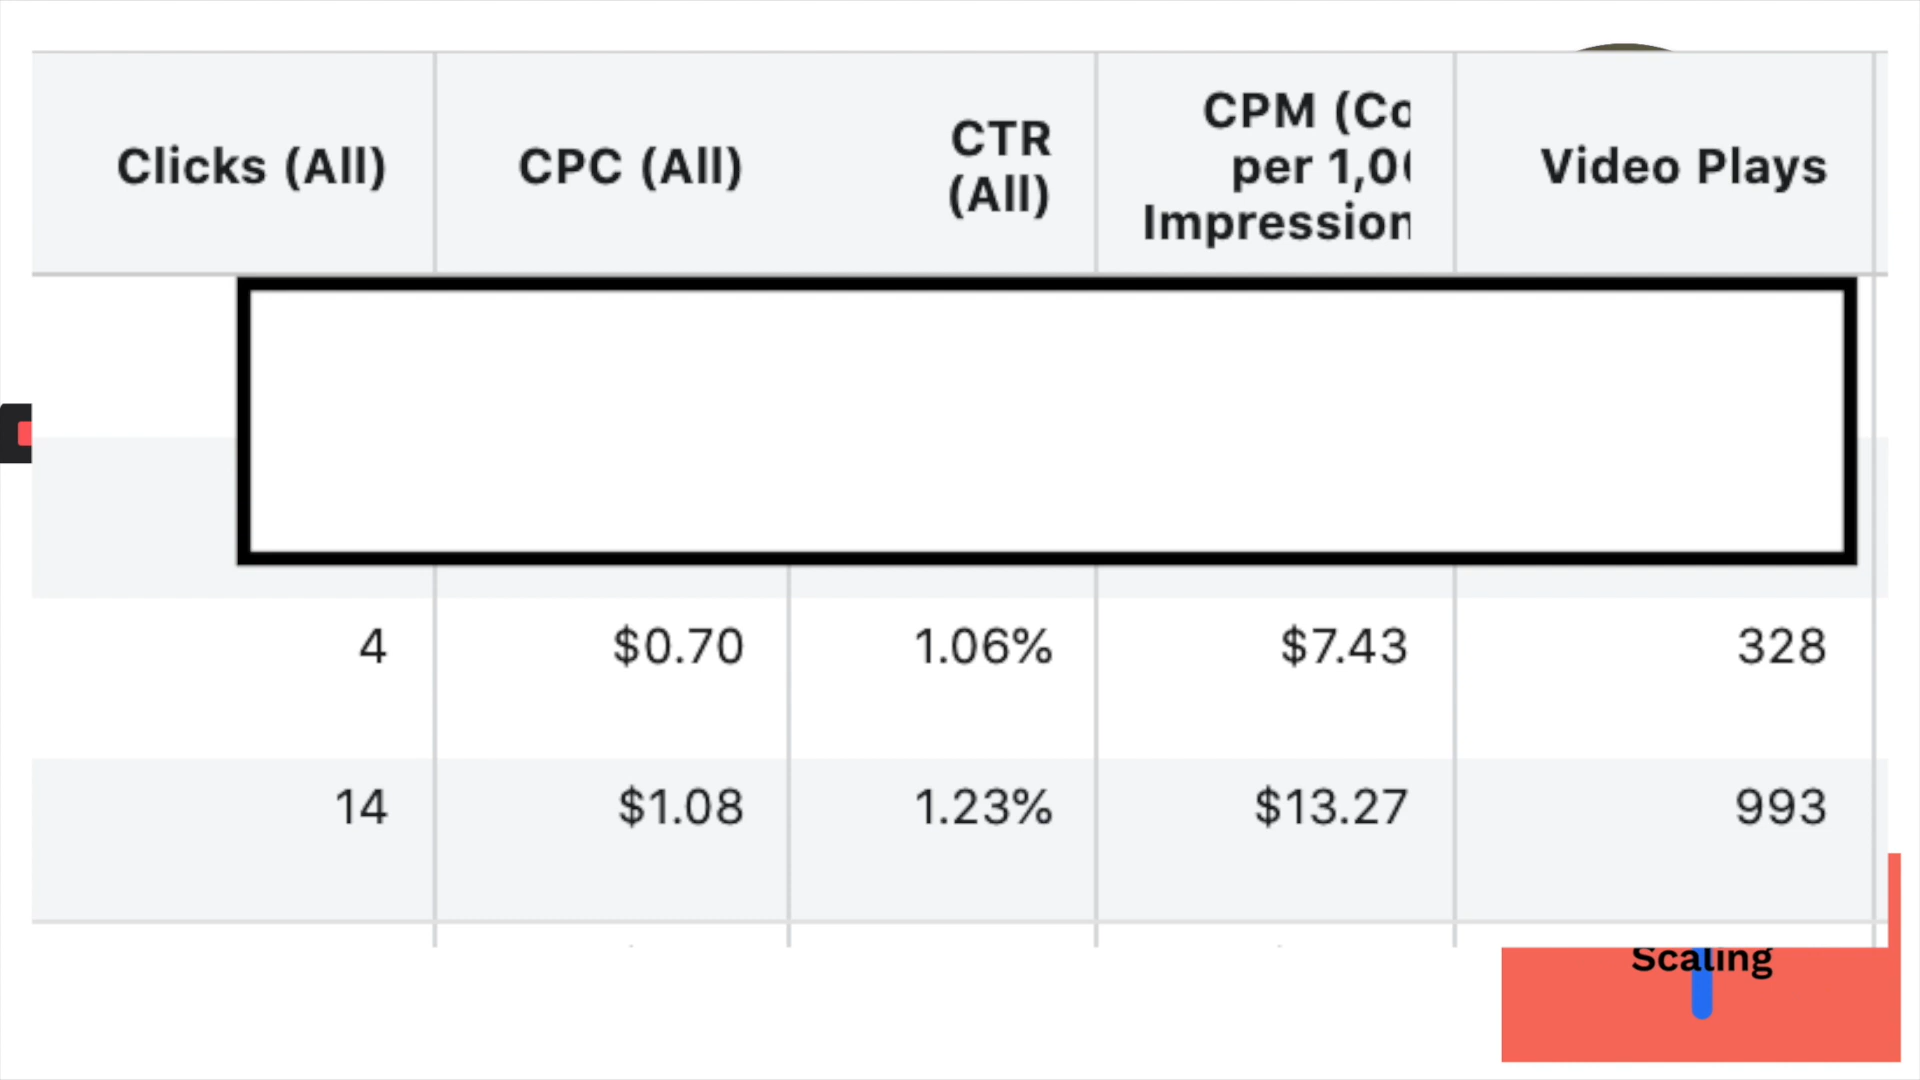 Clicks (All) CPC (All) CTR (All) CPM (Co per 1,0 Impression Video Plays
4 $0.70 1.06% $7.43 328
14 $1.08 1.23% $13.27 993
Scaling